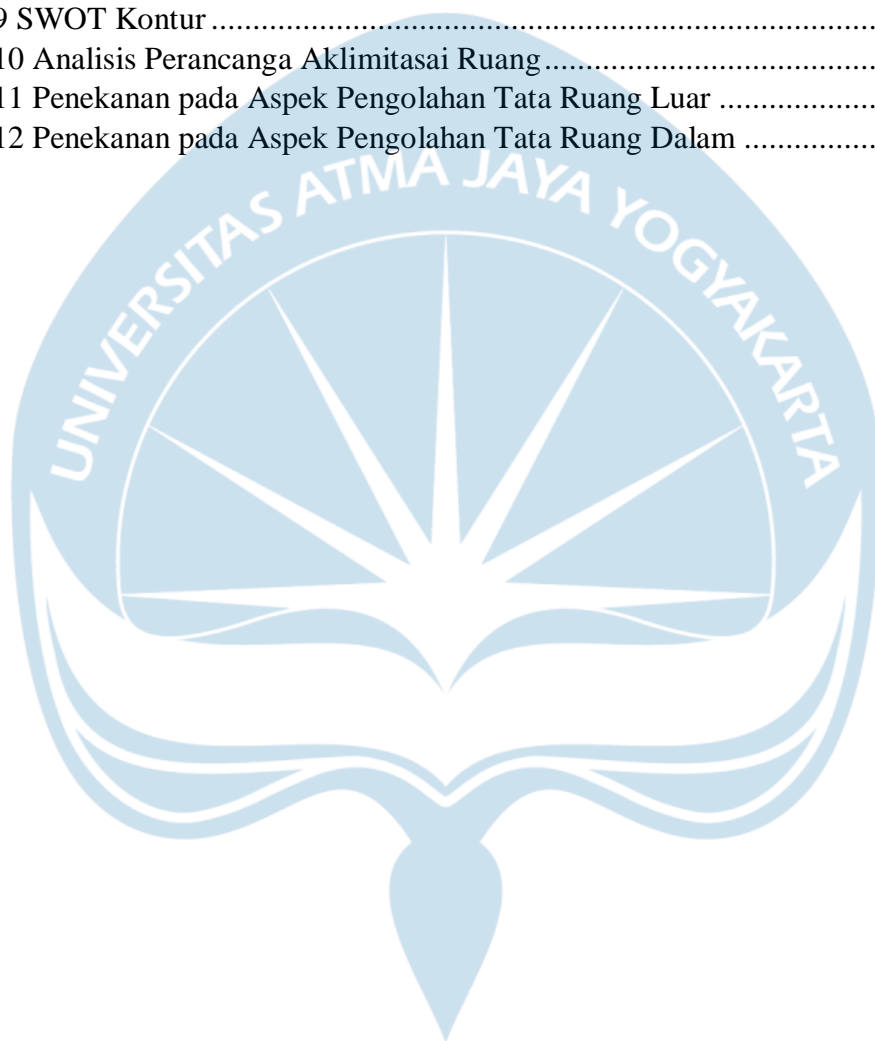 9 SWOT Kontur ................................................................................
10 Analisis Perancanga Aklimitasai Ruang........................................
11 Penekanan pada Aspek Pengolahan Tata Ruang Luar ...................
12 Penekanan pada Aspek Pengolahan Tata Ruang Dalam ................
UNIVERSITAS ATMA JAYA YOGYAKARTA